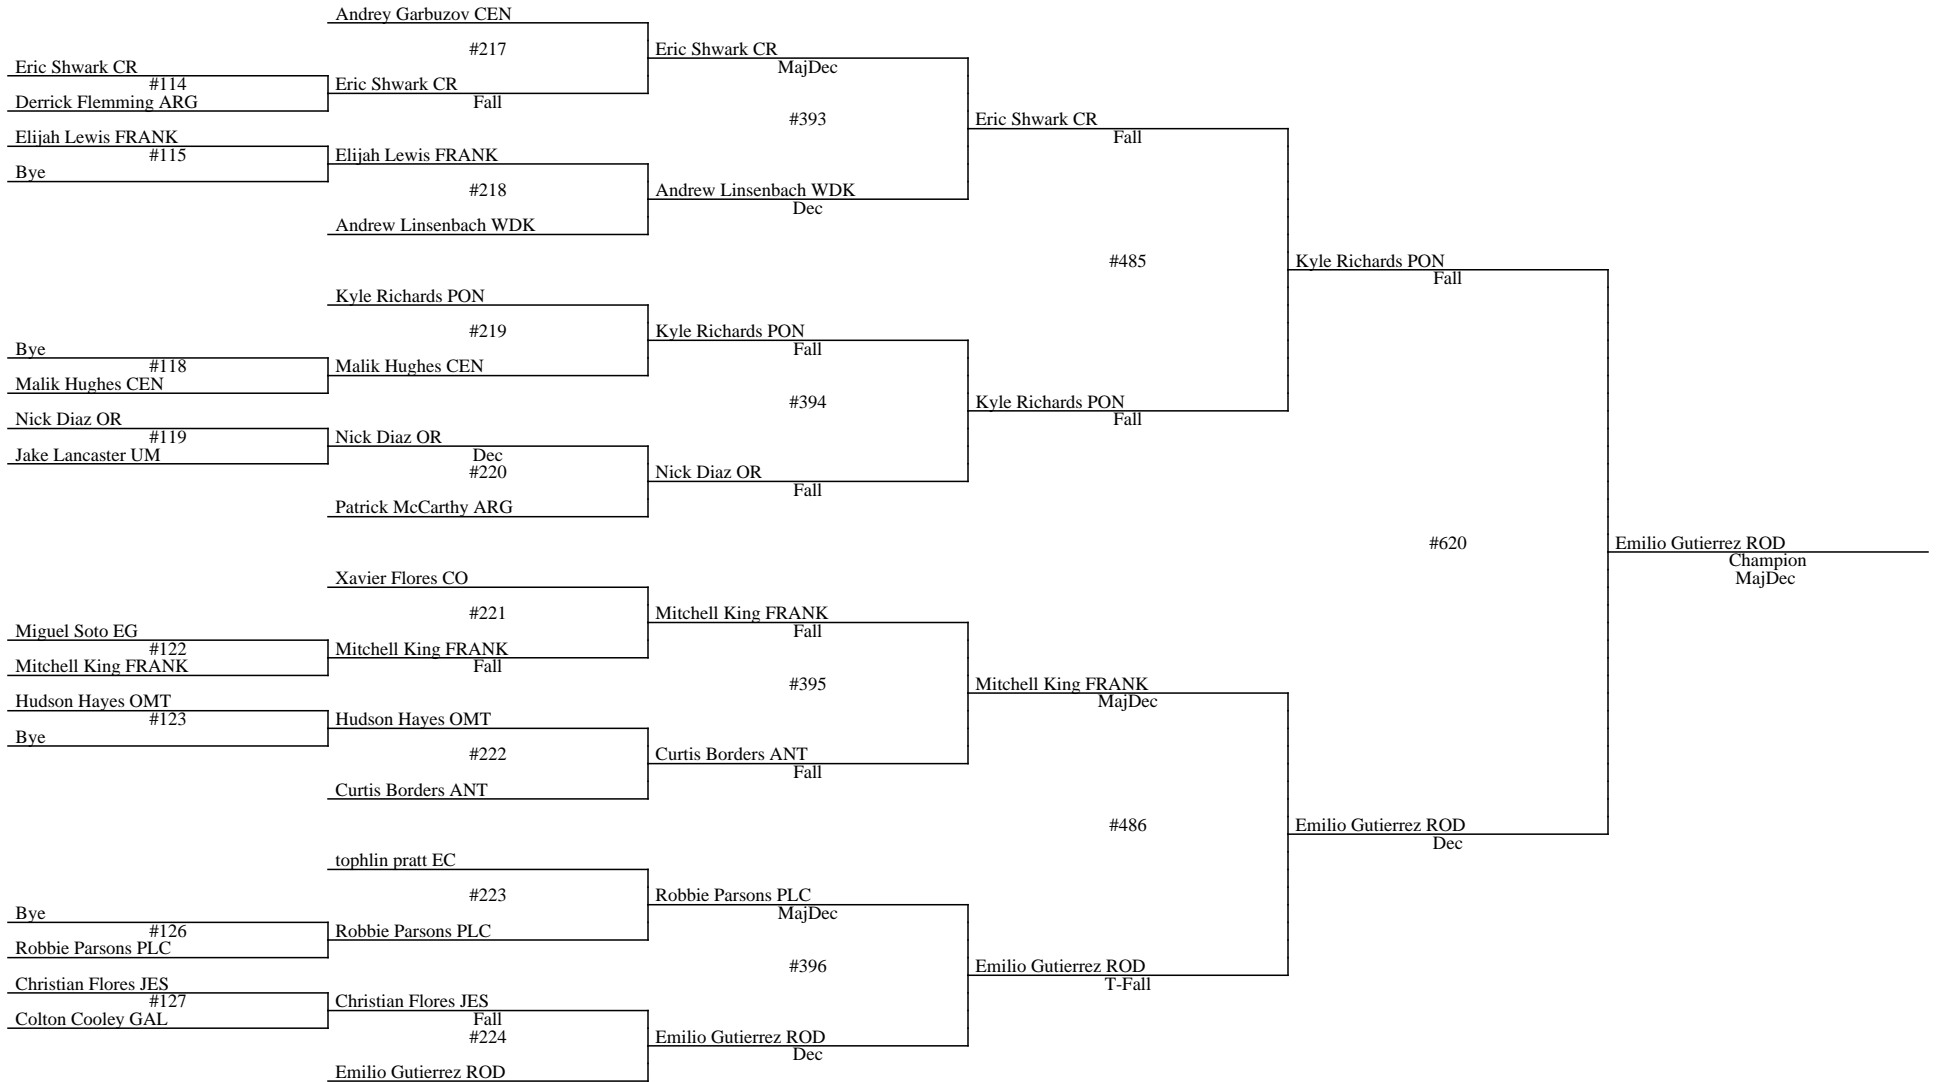 Andrey Garbuzov CEN
#217
Eric Shwark CR
MajDec
Eric Shwark CR
#114
Derrick Flemming ARG
Eric Shwark CR
Fall
#393
Eric Shwark CR
Fall
Elijah Lewis FRANK
#115
Bye
Elijah Lewis FRANK
#218
Andrew Linsenbach WDK
Dec
Andrew Linsenbach WDK
#485
Kyle Richards PON
Fall
Kyle Richards PON
#219
Kyle Richards PON
Fall
Bye
#118
Malik Hughes CEN
Malik Hughes CEN
#394
Kyle Richards PON
Fall
Nick Diaz OR
#119
Jake Lancaster UM
Nick Diaz OR
Dec
#220
Nick Diaz OR
Fall
Patrick McCarthy ARG
#620
Emilio Gutierrez ROD
Champion
MajDec
Xavier Flores CO
#221
Mitchell King FRANK
Fall
Miguel Soto EG
#122
Mitchell King FRANK
Mitchell King FRANK
Fall
#395
Mitchell King FRANK
MajDec
Hudson Hayes OMT
#123
Bye
Hudson Hayes OMT
#222
Curtis Borders ANT
Fall
Curtis Borders ANT
#486
Emilio Gutierrez ROD
Dec
tophlin pratt EC
#223
Robbie Parsons PLC
MajDec
Bye
#126
Robbie Parsons PLC
Robbie Parsons PLC
#396
Emilio Gutierrez ROD
T-Fall
Christian Flores JES
#127
Colton Cooley GAL
Christian Flores JES
Fall
#224
Emilio Gutierrez ROD
Dec
Emilio Gutierrez ROD